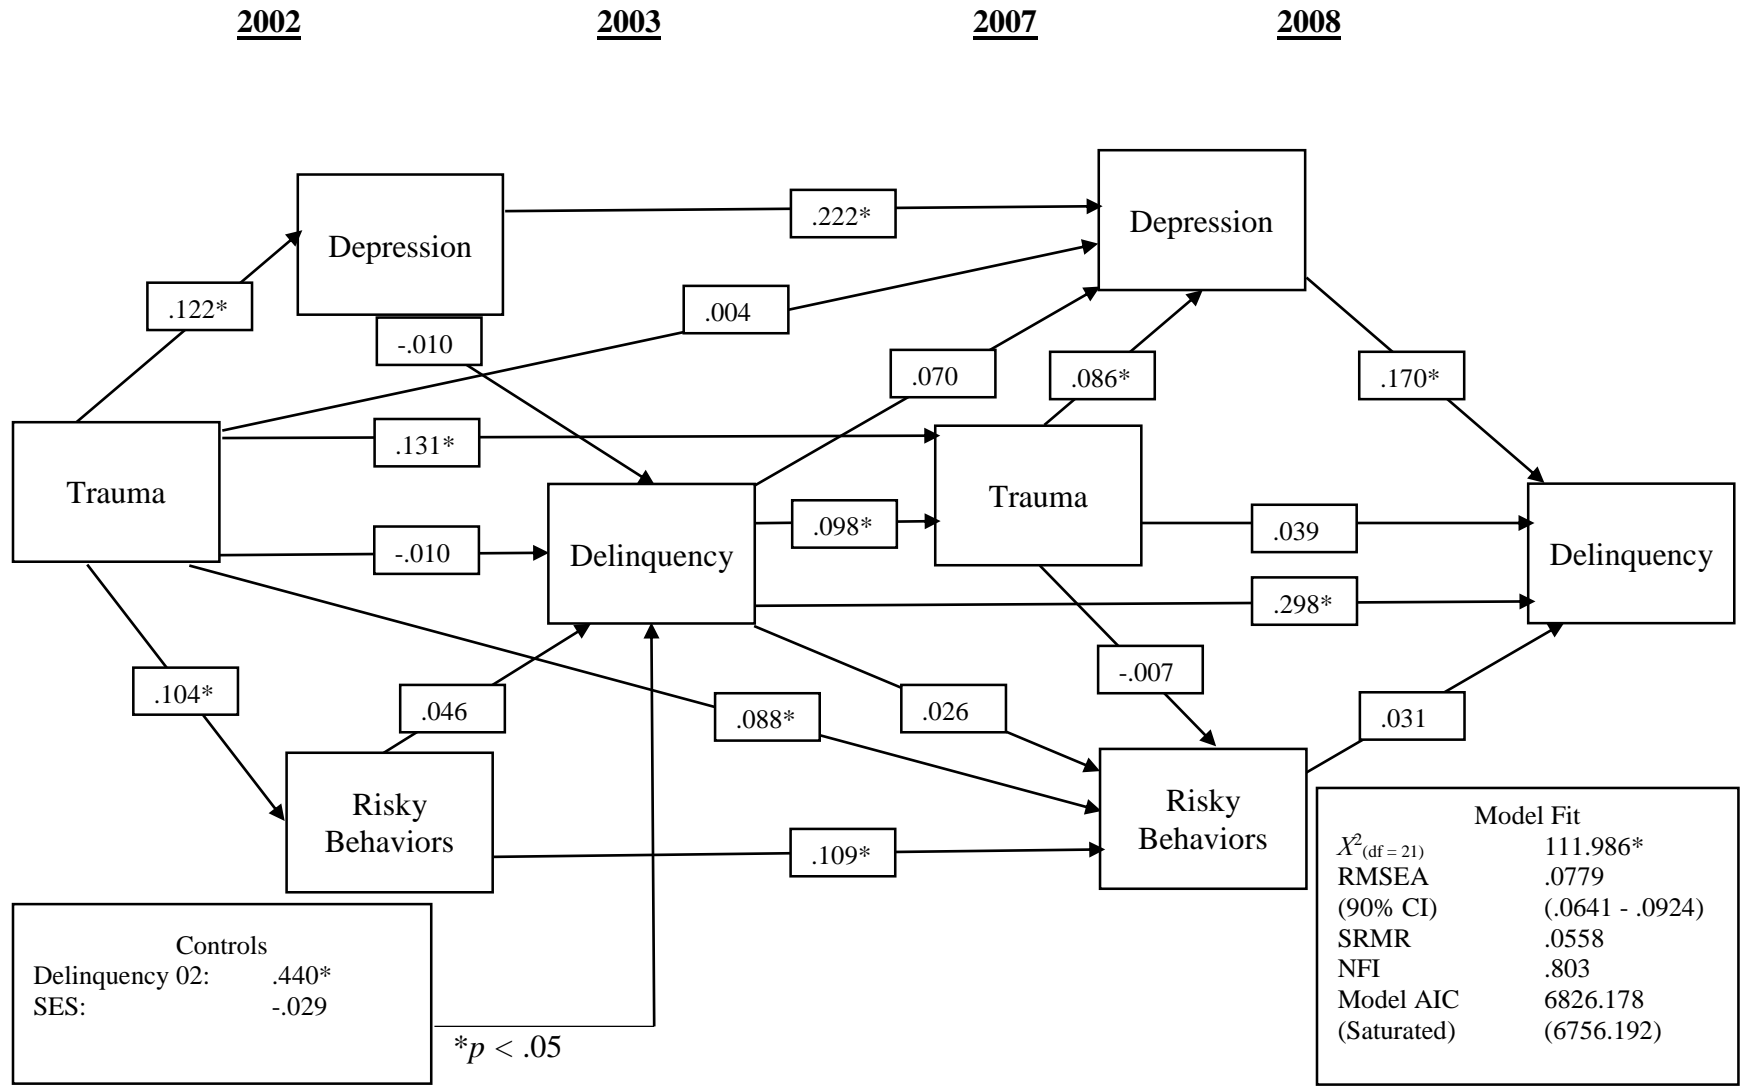 2002 2003 2007 2008
Depression
Depression
.222*
.122*
.004
-.010
.070
.086*
.170*
.131*
Trauma
Trauma
.098*
.039
-.010
Delinquency
Delinquency
.298*
.104*
.046
.088*
.026
-.007
.031
Risky
Behaviors
Risky
Behaviors
.109*
Controls
Delinquency 02: .440*
SES: -.029
*p < .05
Model Fit
X²(df = 21) 111.986*
RMSEA .0779
(90% CI) (.0641 - .0924)
SRMR .0558
NFI .803
Model AIC 6826.178
(Saturated) (6756.192)